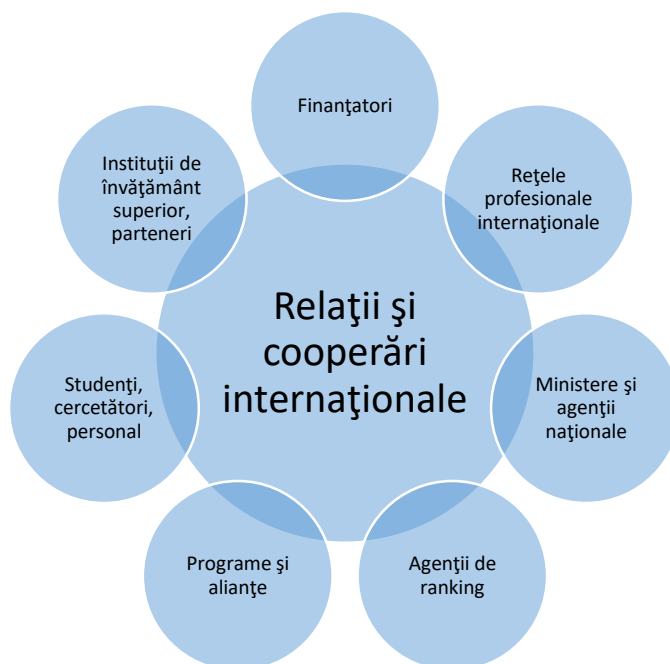 Finanţatori
Reţele
profesionale
internaţionale
Ministere şi
agenţii
naţionale
Agenţii de
ranking
Programe şi
alianţe
Studenţi,
cercetători,
personal
Instituţii de
învăţământ
superior,
parteneri
Relaţii şi
cooperări
internaţionale